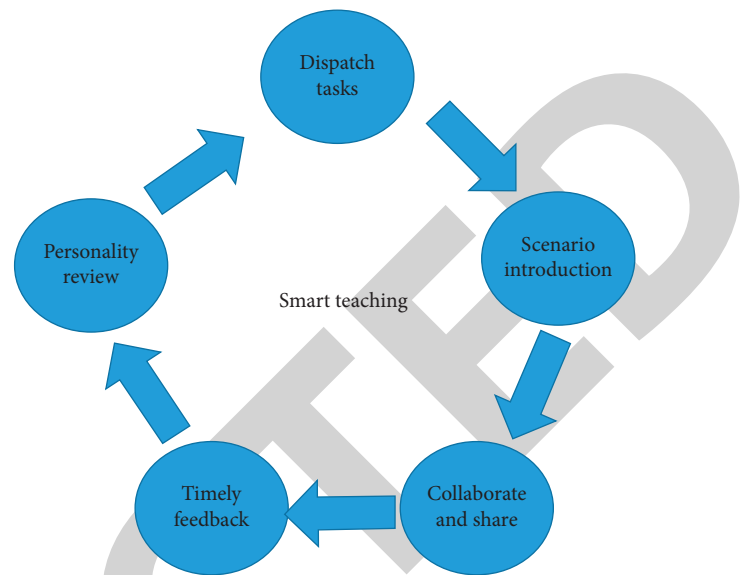 Dispatch
tasks
Scenario
introduction
Collaborate
and share
Timely
feedback
Personality
review
Smart teaching